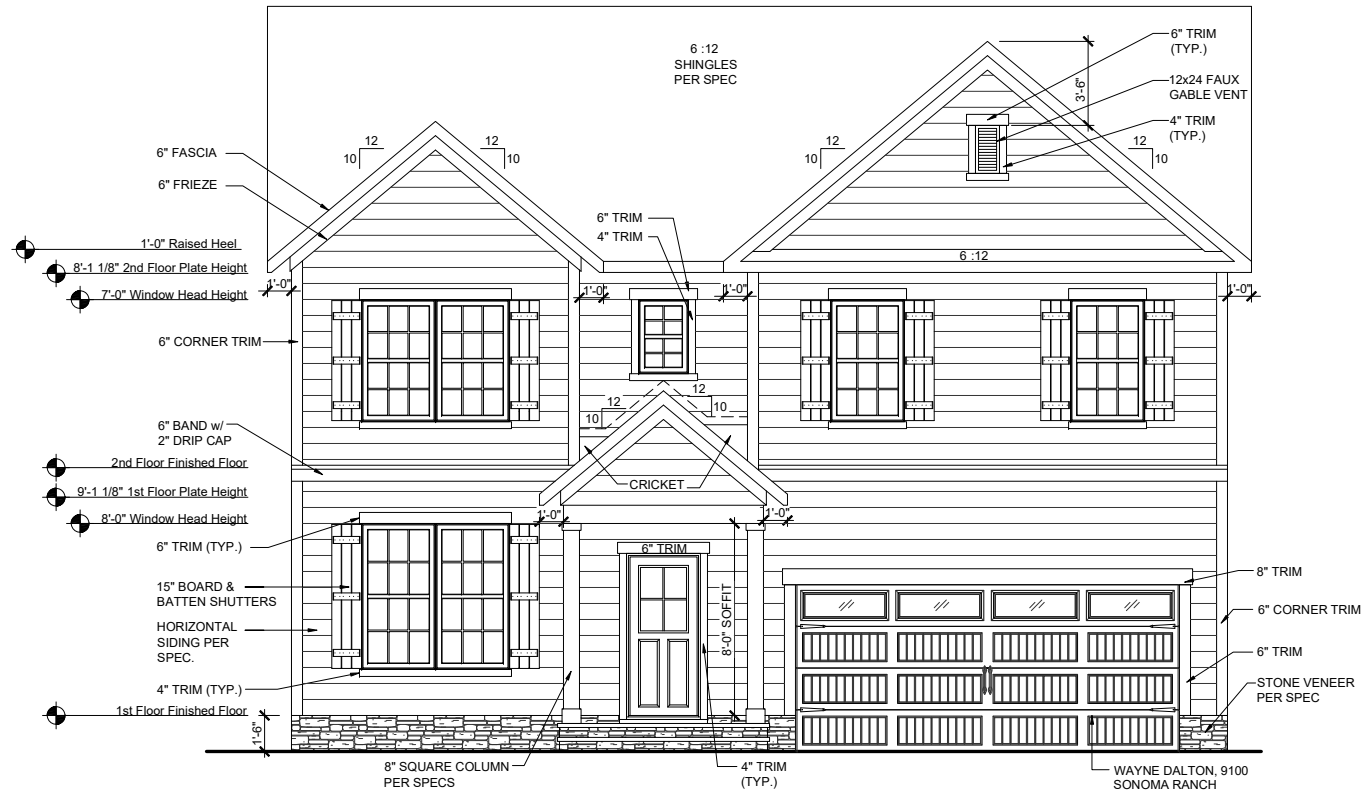 6 :12
SHINGLES
PER SPEC
6" TRIM
(TYP.)
12x24 FAUX
GABLE VENT
4" TRIM
(TYP.)
3'-6"
12
10
12
10
12
10
12
10
6" FASCIA
6" FRIEZE
1'-0" Raised Heel
8'-1 1/8" 2nd Floor Plate Height
7'-0" Window Head Height
6" TRIM
4" TRIM
6 :12
1'-0"
1'-0"
1'-0"
1'-0"
6" CORNER TRIM
12
10
12
10
6" BAND w/
2" DRIP CAP
2nd Floor Finished Floor
9'-1 1/8" 1st Floor Plate Height
8'-0" Window Head Height
CRICKET
1'-0"
1'-0"
6" TRIM (TYP.)
6" TRIM
8'-0" SOFFIT
15" BOARD &
BATTEN SHUTTERS
HORIZONTAL
SIDING PER
SPEC.
4" TRIM (TYP.)
1st Floor Finished Floor
1'-6"
8" TRIM
6" CORNER TRIM
6" TRIM
STONE VENEER
PER SPEC
8" SQUARE COLUMN
PER SPECS
4" TRIM
(TYP.)
WAYNE DALTON, 9100
SONOMA RANCH